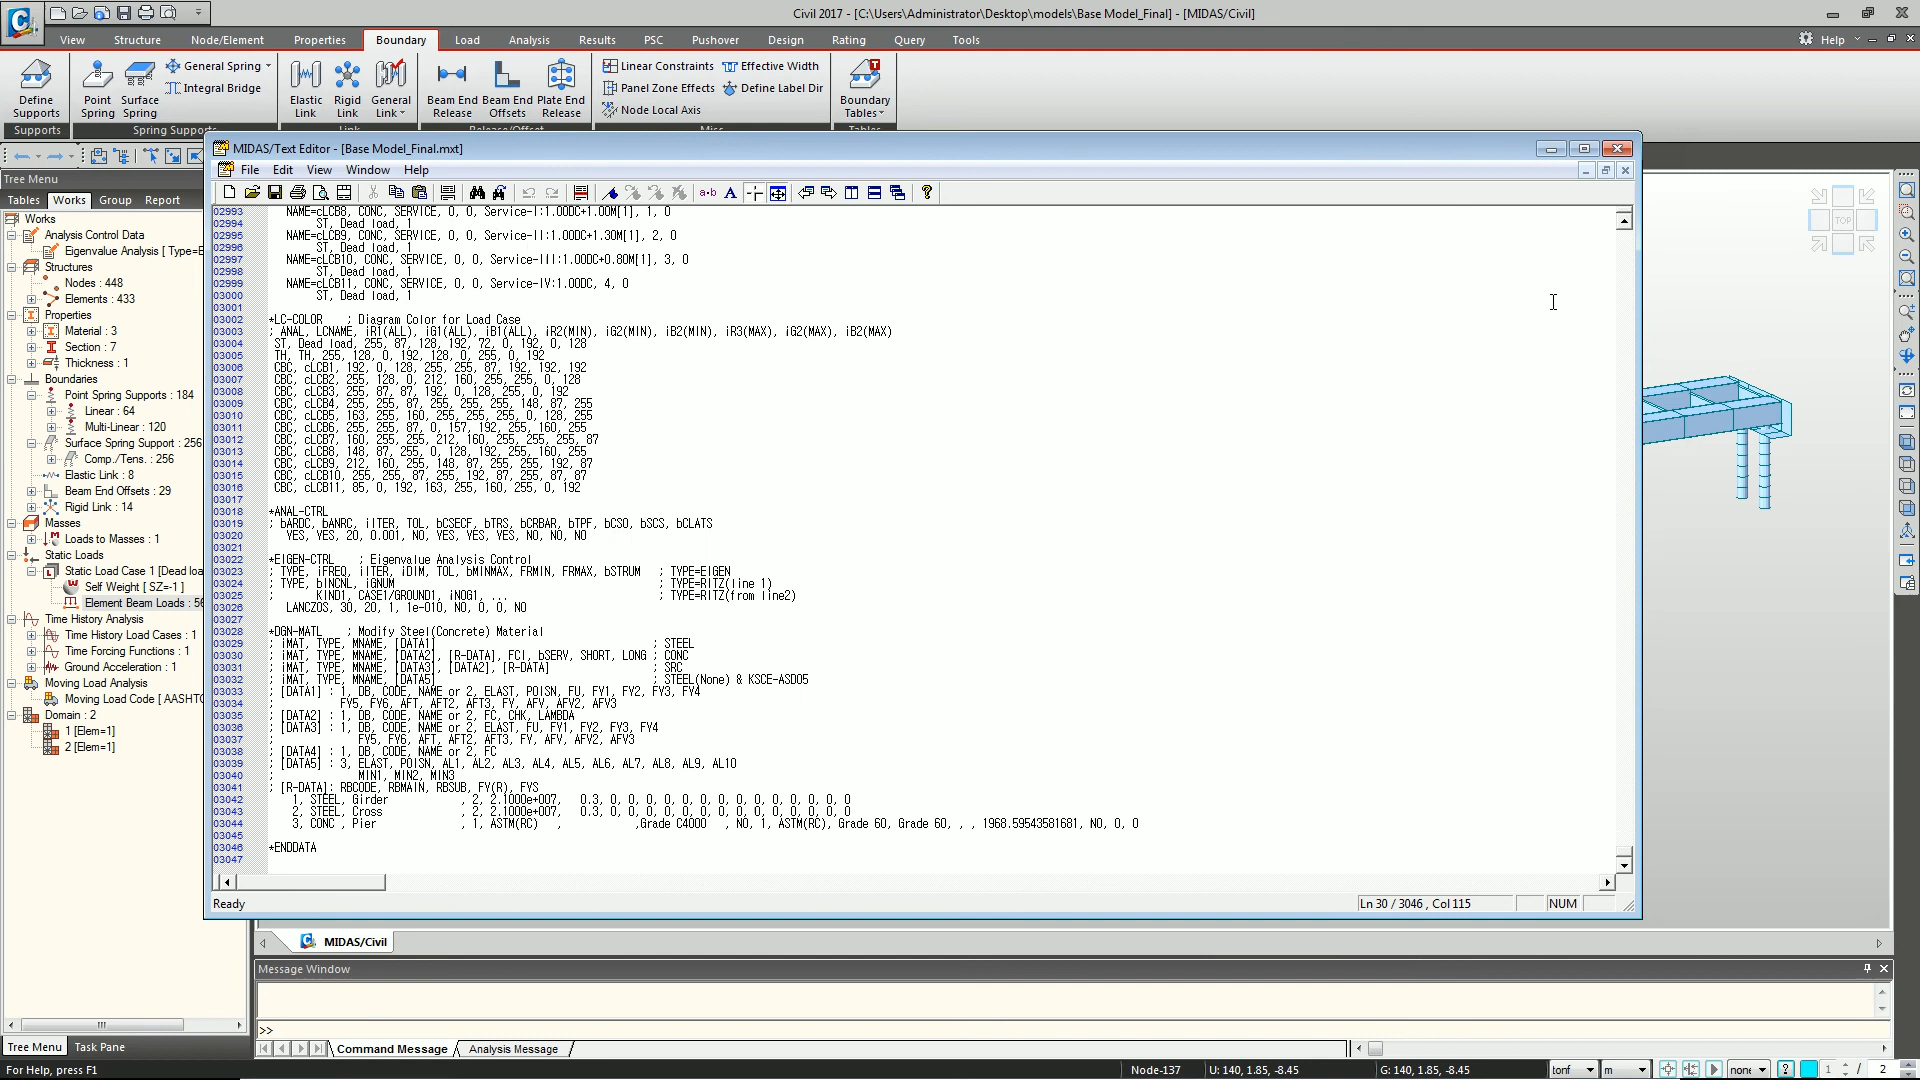 Civil 2017 - [C:\Users\Administrator\Desktop\models\Base Model_Final] - [MIDAS/Civil]
View Structure Node/Element Properties Boundary Load Analysis Results PSC Pushover Design Rating Query Tools Help
Define Supports
Point Spring
Surface Spring
General Spring
Integral Bridge
Elastic Link
Rigid Link
General Link
Beam End Release
Beam End Offsets
Plate End Release
Linear Constraints
Effective Width
Panel Zone Effects
Define Label Dir
Node Local Axis
Boundary Tables
Supports
Spring Supports
Tree Menu
Tables Works Group Report
Works
Analysis Control Data
Eigenvalue Analysis [ Type=E
Structures
Nodes : 448
Elements : 433
Properties
Material : 3
Section : 7
Thickness : 1
Boundaries
Point Spring Supports : 184
Linear : 64
Multi-Linear : 120
Surface Spring Support : 256
Comp./Tens. : 256
Elastic Link : 8
Beam End Offsets : 29
Rigid Link : 14
Masses
Loads to Masses : 1
Static Loads
Static Load Case 1 [Dead loa
Self Weight [ SZ=-1 ]
Element Beam Loads : 56
Time History Analysis
Time History Load Cases : 1
Time Forcing Functions : 1
Ground Acceleration : 1
Moving Load Analysis
Moving Load Code [ AASHTO
Domain : 2
1 [Elem=1]
2 [Elem=1]
Tree Menu Task Pane
MIDAS/Text Editor - [Base Model_Final.mxt]
File Edit View Window Help
02993 NAME=cLCB8, CONC, SERVICE, 0, 0, Service-I:1.00DC+1.00M[1], 1, 0
02994 ST, Dead load, 1
02995 NAME=cLCB9, CONC, SERVICE, 0, 0, Service-II:1.00DC+1.30M[1], 2, 0
02996 ST, Dead load, 1
02997 NAME=cLCB10, CONC, SERVICE, 0, 0, Service-III:1.00DC+0.80M[1], 3, 0
02998 ST, Dead load, 1
02999 NAME=cLCB11, CONC, SERVICE, 0, 0, Service-IV:1.00DC, 4, 0
03000 ST, Dead load, 1
03001
03002 *LC-COLOR ; Diagram Color for Load Case
03003 ; ANAL, LCNAME, iR1(ALL), iG1(ALL), iB1(ALL), iR2(MIN), iG2(MIN), iB2(MIN), iR3(MAX), iG2(MAX), iB2(MAX)
03004 ST, Dead load, 255, 87, 128, 192, 72, 0, 192, 0, 128
03005 TH, TH, 255, 128, 0, 192, 128, 0, 255, 0, 192
03006 CBC, cLCB1, 192, 0, 128, 255, 255, 87, 192, 192, 192
03007 CBC, cLCB2, 255, 128, 0, 212, 160, 255, 255, 0, 128
03008 CBC, cLCB3, 255, 87, 87, 192, 0, 128, 255, 0, 192
03009 CBC, cLCB4, 255, 255, 87, 255, 255, 255, 148, 87, 255
03010 CBC, cLCB5, 163, 255, 160, 255, 255, 255, 0, 128, 255
03011 CBC, cLCB6, 255, 255, 87, 0, 157, 192, 255, 160, 255
03012 CBC, cLCB7, 160, 255, 255, 212, 160, 255, 255, 255, 87
03013 CBC, cLCB8, 148, 87, 255, 0, 128, 192, 255, 160, 255
03014 CBC, cLCB9, 212, 160, 255, 148, 87, 255, 255, 192, 87
03015 CBC, cLCB10, 255, 255, 87, 255, 192, 87, 255, 87, 87
03016 CBC, cLCB11, 85, 0, 192, 163, 255, 160, 255, 0, 192
03017
03018 *ANAL-CTRL
03019 ; bARDC, bANRC, iITER, TOL, bCSECF, bTRS, bCRBAR, bTPF, bCSO, bSCS, bCLATS
03020 YES, YES, 20, 0.001, NO, YES, YES, YES, NO, NO, NO
03021
03022 *EIGEN-CTRL ; Eigenvalue Analysis Control
03023 ; TYPE, iFREQ, iITER, iDIM, TOL, bMINMAX, FRMIN, FRMAX, bSTRUM ; TYPE=EIGEN
03024 ; TYPE, bINCNL, iGNUM ; TYPE=RITZ(line 1)
03025 ; KIND1, CASE1/GROUND1, iNOG1, ... ; TYPE=RITZ(from line2)
03026 LANCZOS, 30, 20, 1, 1e-010, NO, 0, 0, NO
03027
03028 *DGN-MATL ; Modify Steel(Concrete) Material
03029 ; iMAT, TYPE, MNAME, [DATA1] ; STEEL
03030 ; iMAT, TYPE, MNAME, [DATA2], [R-DATA], FCI, bSERV, SHORT, LONG ; CONC
03031 ; iMAT, TYPE, MNAME, [DATA3], [DATA2], [R-DATA] ; SRC
03032 ; iMAT, TYPE, MNAME, [DATA5] ; STEEL(None) & KSCE-ASD05
03033 ; [DATA1] : 1, DB, CODE, NAME or 2, ELAST, POISN, FU, FY1, FY2, FY3, FY4
03034 ; FY5, FY6, AFT, AFT2, AFT3, FY, AFV, AFV2, AFV3
03035 ; [DATA2] : 1, DB, CODE, NAME or 2, FC, CHK, LAMBDA
03036 ; [DATA3] : 1, DB, CODE, NAME or 2, ELAST, FU, FY1, FY2, FY3, FY4
03037 ; FY5, FY6, AFT, AFT2, AFT3, FY, AFV, AFV2, AFV3
03038 ; [DATA4] : 1, DB, CODE, NAME or 2, FC
03039 ; [DATA5] : 3, ELAST, POISN, AL1, AL2, AL3, AL4, AL5, AL6, AL7, AL8, AL9, AL10
03040 ; MIN1, MIN2, MIN3
03041 ; [R-DATA]: RBCODE, RBMAIN, RBSUB, FY(R), FYS
03042 1, STEEL, Girder , 2, 2.1000e+007, 0.3, 0, 0, 0, 0, 0, 0, 0, 0, 0, 0, 0, 0, 0
03043 2, STEEL, Cross , 2, 2.1000e+007, 0.3, 0, 0, 0, 0, 0, 0, 0, 0, 0, 0, 0, 0, 0
03044 3, CONC , Pier , 1, ASTM(RC) , ,Grade C4000 , NO, 1, ASTM(RC), Grade 60, Grade 60, , , 1968.59543581681, NO, 0, 0
03045
03046 *ENDDATA
03047
Ready Ln 30 / 3046 , Col 115 NUM
TOP
MIDAS/Civil
Message Window
>>
Command Message Analysis Message
For Help, press F1 Node-137 U: 140, 1.85, -8.45 G: 140, 1.85, -8.45 tonf m none 1 / 2